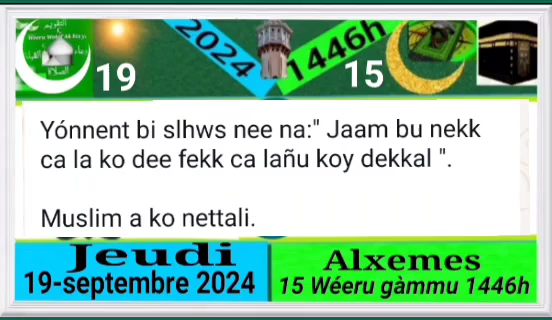 Wéeru
2024
1446h
19
15
Yónnent bi slhws nee na:" Jaam bu nekk
ca la ko dee fekk ca lañu koy dekkal ".
Muslim a ko nettali.
Jeudi
Alxemes
19-septembre 2024
15 Wéeru gàmmu 1446h